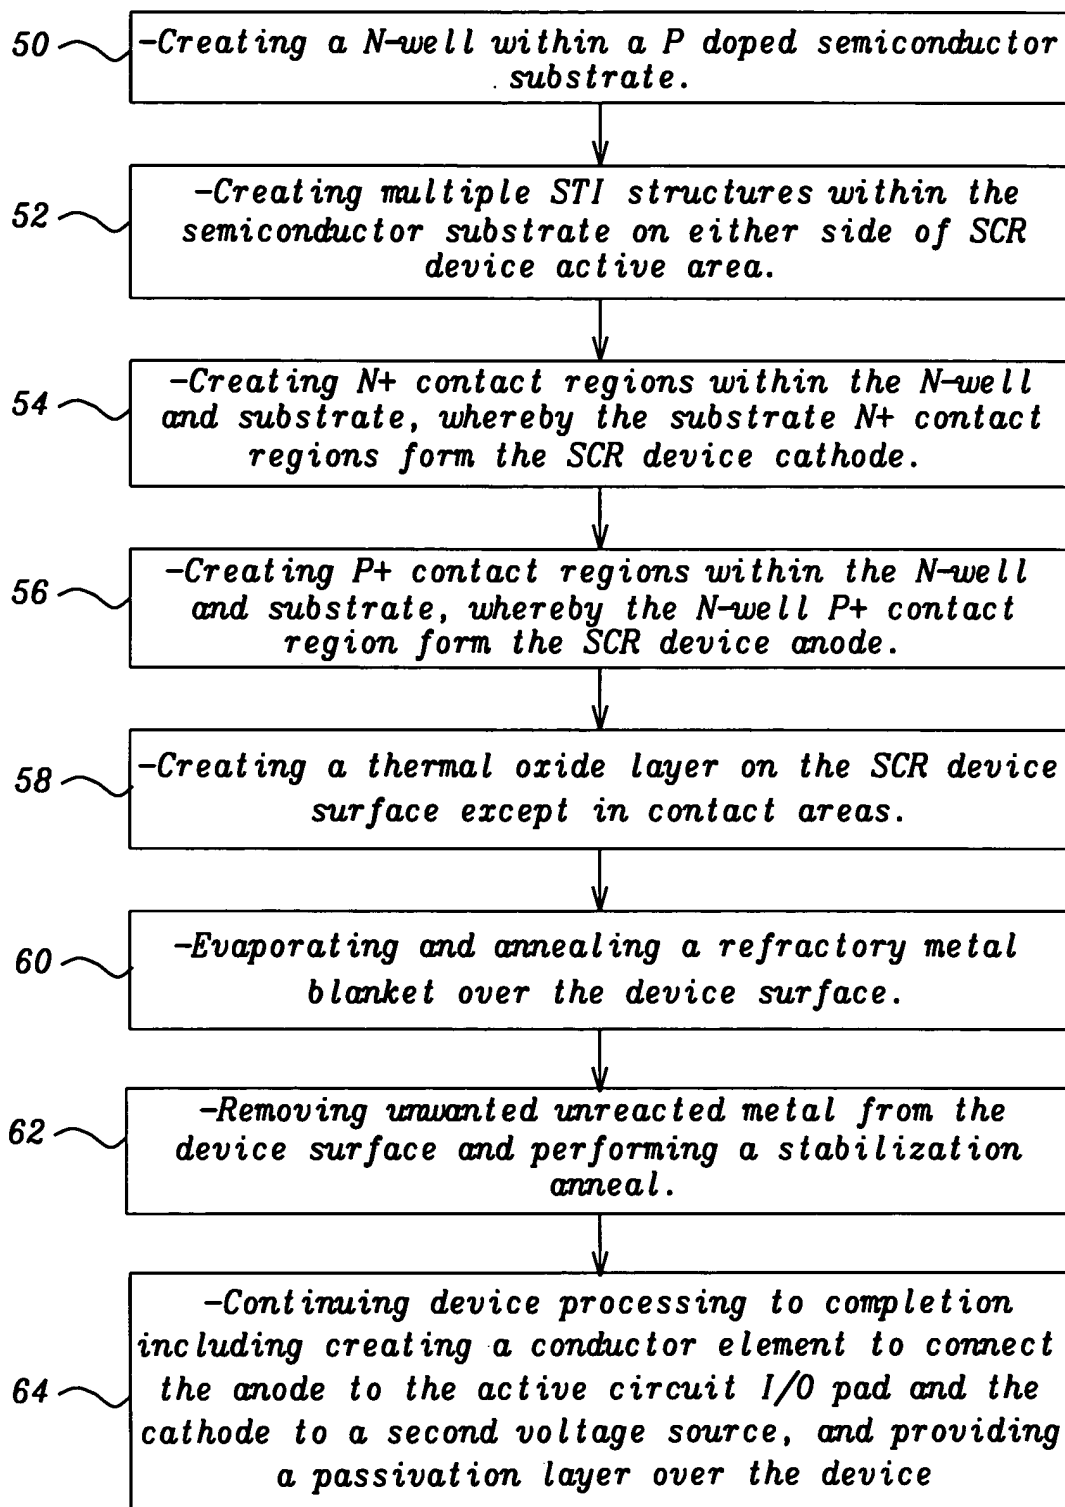 50
-Creating a N-well within a P doped semiconductor
substrate.
52
-Creating multiple STI structures within the
semiconductor substrate on either side of SCR
device active area.
54
-Creating N+ contact regions within the N-well
and substrate, whereby the substrate N+ contact
regions form the SCR device cathode.
56
-Creating P+ contact regions within the N-well
and substrate, whereby the N-well P+ contact
region form the SCR device anode.
58
-Creating a thermal oxide layer on the SCR device
surface except in contact areas.
60
-Evaporating and annealing a refractory metal
blanket over the device surface.
62
-Removing unwanted unreacted metal from the
device surface and performing a stabilization
anneal.
64
-Continuing device processing to completion
including creating a conductor element to connect
the anode to the active circuit I/O pad and the
cathode to a second voltage source, and providing
a passivation layer over the device